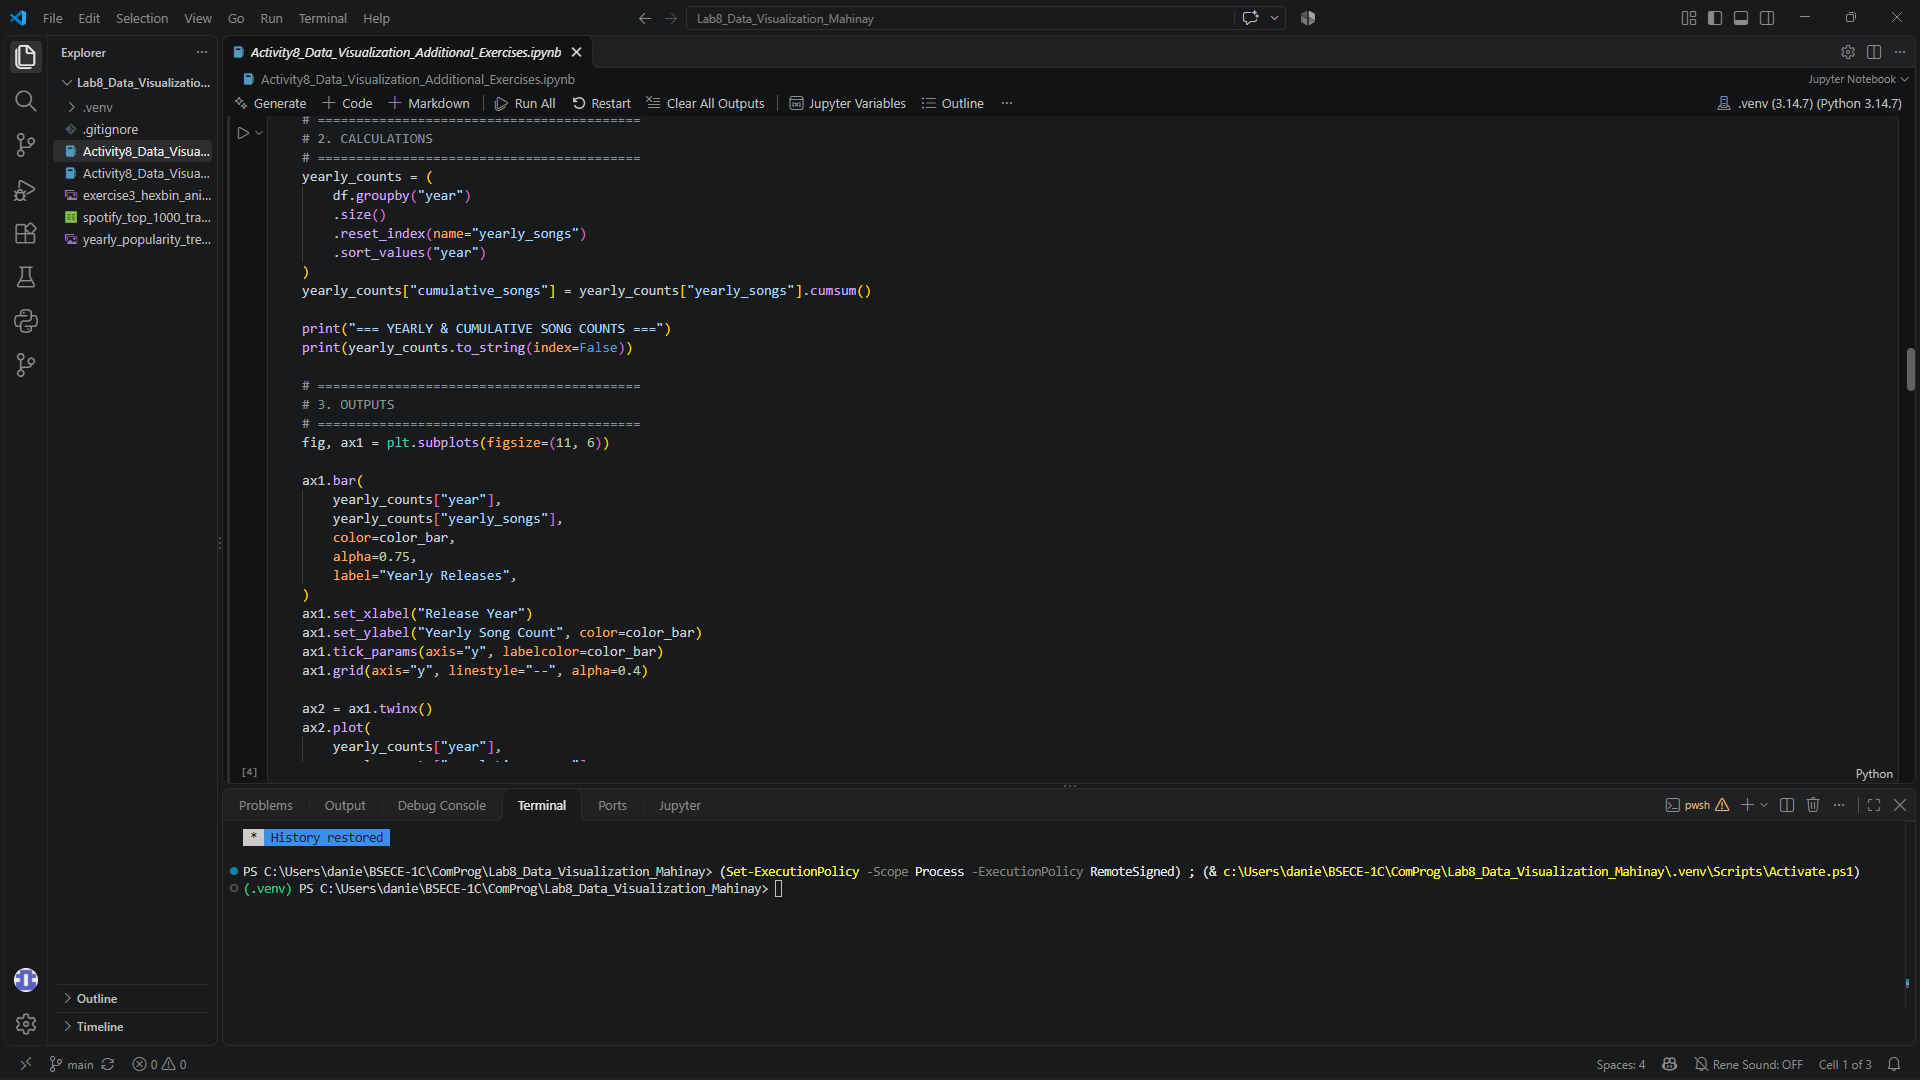 File Edit Selection View Go Run Terminal Help
Lab8_Data_Visualization_Mahinay
Explorer
Lab8_Data_Visualizatio...
.venv
.gitignore
Activity8_Data_Visua...
Activity8_Data_Visua...
exercise3_hexbin_ani...
spotify_top_1000_tra...
yearly_popularity_tre...
Outline
Timeline
Activity8_Data_Visualization_Additional_Exercises.ipynb
Activity8_Data_Visualization_Additional_Exercises.ipynb
Jupyter Notebook
Generate + Code + Markdown Run All Restart Clear All Outputs Jupyter Variables Outline ...
.venv (3.14.7) (Python 3.14.7)
# ==========================================
# 2. CALCULATIONS
# ==========================================
yearly_counts = (
    df.groupby("year")
    .size()
    .reset_index(name="yearly_songs")
    .sort_values("year")
)
yearly_counts["cumulative_songs"] = yearly_counts["yearly_songs"].cumsum()
print("=== YEARLY & CUMULATIVE SONG COUNTS ===")
print(yearly_counts.to_string(index=False))
# ==========================================
# 3. OUTPUTS
# ==========================================
fig, ax1 = plt.subplots(figsize=(11, 6))
ax1.bar(
    yearly_counts["year"],
    yearly_counts["yearly_songs"],
    color=color_bar,
    alpha=0.75,
    label="Yearly Releases",
)
ax1.set_xlabel("Release Year")
ax1.set_ylabel("Yearly Song Count", color=color_bar)
ax1.tick_params(axis="y", labelcolor=color_bar)
ax1.grid(axis="y", linestyle="--", alpha=0.4)
ax2 = ax1.twinx()
ax2.plot(
    yearly_counts["year"],
[4]
Python
Problems Output Debug Console Terminal Ports Jupyter
pwsh
* History restored
PS C:\Users\danie\BSECE-1C\ComProg\Lab8_Data_Visualization_Mahinay> (Set-ExecutionPolicy -Scope Process -ExecutionPolicy RemoteSigned) ; (& c:\Users\danie\BSECE-1C\ComProg\Lab8_Data_Visualization_Mahinay\.venv\Scripts\Activate.ps1)
(.venv) PS C:\Users\danie\BSECE-1C\ComProg\Lab8_Data_Visualization_Mahinay>
main 0 0
Spaces: 4 Rene Sound: OFF Cell 1 of 3